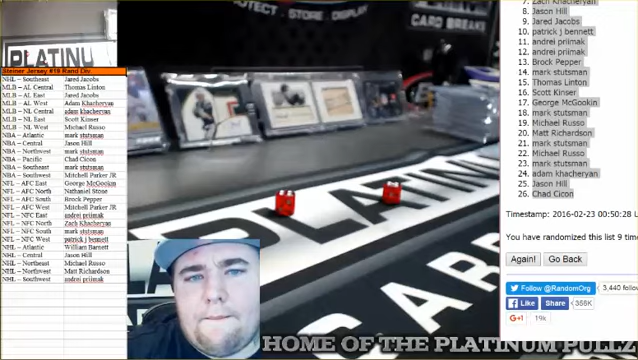 PROTECT . STORE . DISPLAY
CARD BREAKS
PLATINU
Steiner Jersey #19 Rand Div.
NHL – Southeast Jared Jacobs
MLB – AL Central Thomas Linton
MLB – AL East Jared Jacobs
MLB – AL West Adam Khacheryan
MLB – NL Central adam khacheryan
MLB – NL East Scott Kinser
MLB – NL West Michael Russo
NBA – Atlantic mark stutsman
NBA – Central Jason Hill
NBA – Northwest mark stutsman
NBA – Pacific Chad Cicon
NBA – Southeast mark stutsman
NBA – Southwest Mitchell Parker JR
NFL – AFC East George McGookin
NFL – AFC North Nathaniel Stone
NFL – AFC South Brock Pepper
NFL – AFC West Mitchell Parker JR
NFL – NFC East andrei priimak
NFL – NFC North Zach Khacheryan
NFL – NFC South mark stutsman
NFL – NFC West patrick j bennett
NHL – Atlantic William Barnett
NHL – Central Jason Hill
NHL – Northeast Michael Russo
NHL – Northwest Matt Richardson
NHL – Southwest andrei priimak
PLATINUM
CARD
7. Zach Khacheryan
8. Jason Hill
9. Jared Jacobs
10. patrick j bennett
11. andrei priimak
12. andrei priimak
13. Brock Pepper
14. mark stutsman
15. Thomas Linton
16. Scott Kinser
17. George McGookin
18. mark stutsman
19. Michael Russo
20. Matt Richardson
21. mark stutsman
22. Michael Russo
23. mark stutsman
24. adam khacheryan
25. Jason Hill
26. Chad Cicon
Timestamp: 2016-02-23 00:50:28 U
You have randomized this list 9 time
Again! Go Back
Follow @RandomOrg 3,440 follow
Like Share 358K
G+1 19k
HOME OF THE PLATINUM PULLZ